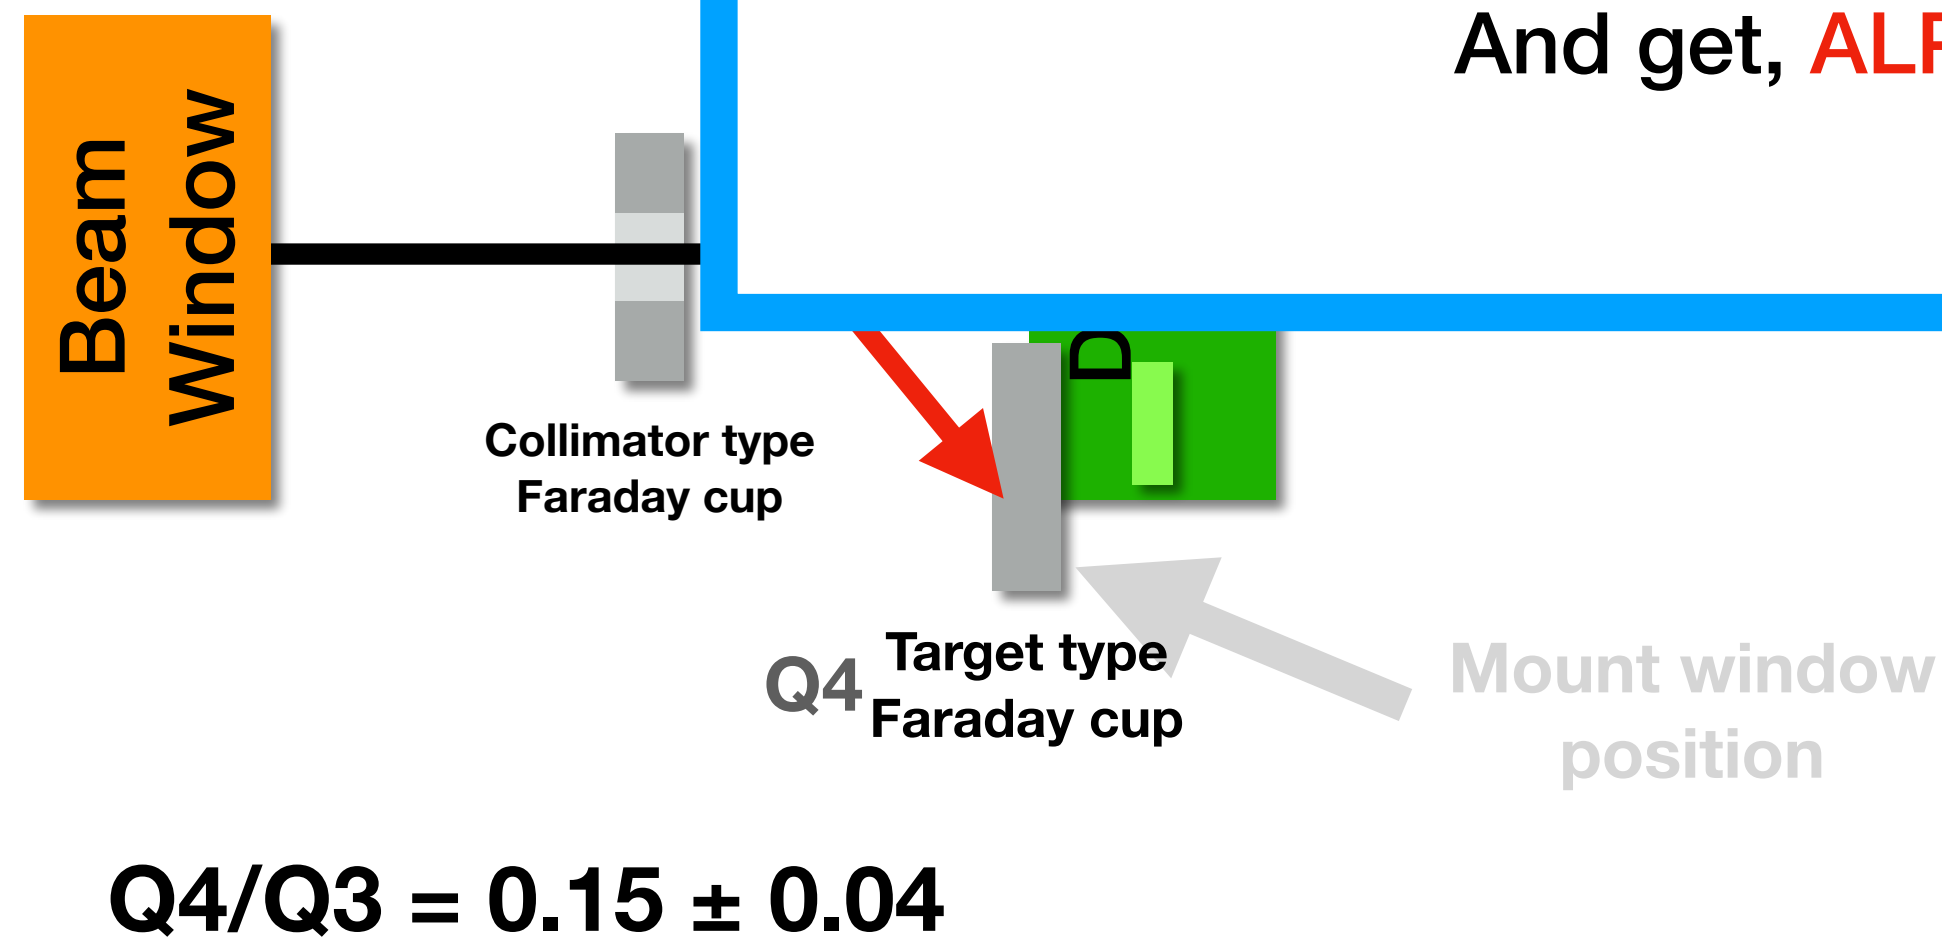 And get,
Beam
Window
D
Collimator type
Faraday cup
Target type
Q4
Faraday cup
Mount window
position
Q4/Q3 = 0.15 ± 0.04